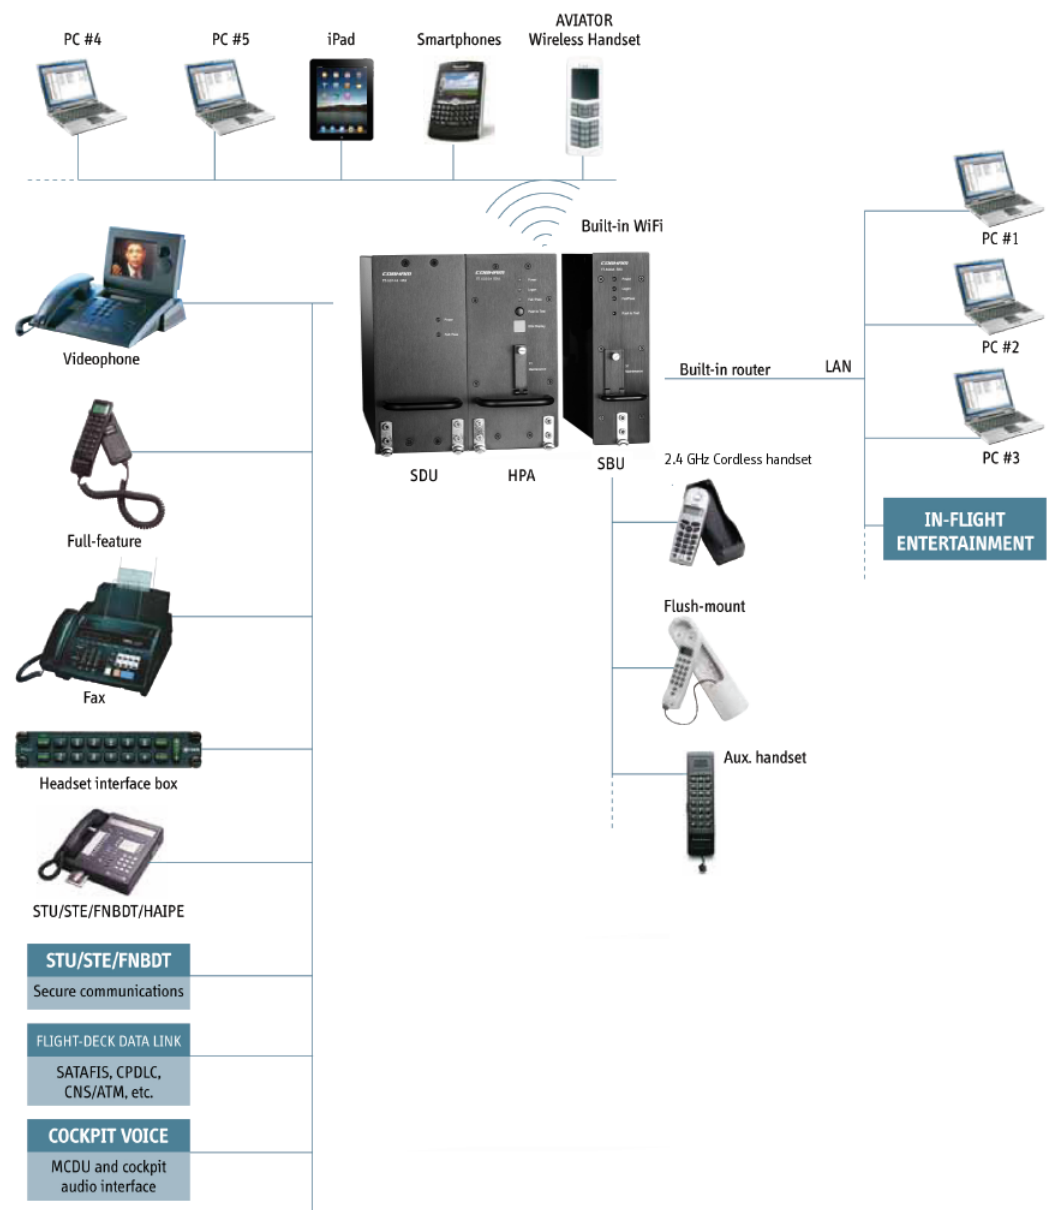 PC #4
PC #5
iPad
Smartphones
AVIATOR
Wireless Handset
Built-in WiFi
PC #1
PC #2
PC #3
Videophone
COBHAM
COBHAM
COBHAM
Built-in router
LAN
SDU
HPA
SBU
2.4 GHz Cordless handset
IN-FLIGHT
ENTERTAINMENT
Full-feature
Flush-mount
Fax
Headset interface box
Aux. handset
STU/STE/FNBDT/HAIPE
STU/STE/FNBDT
Secure communications
FLIGHT-DECK DATA LINK
SATAFIS, CPDLC,
CNS/ATM, etc.
COCKPIT VOICE
MCDU and cockpit
audio interface